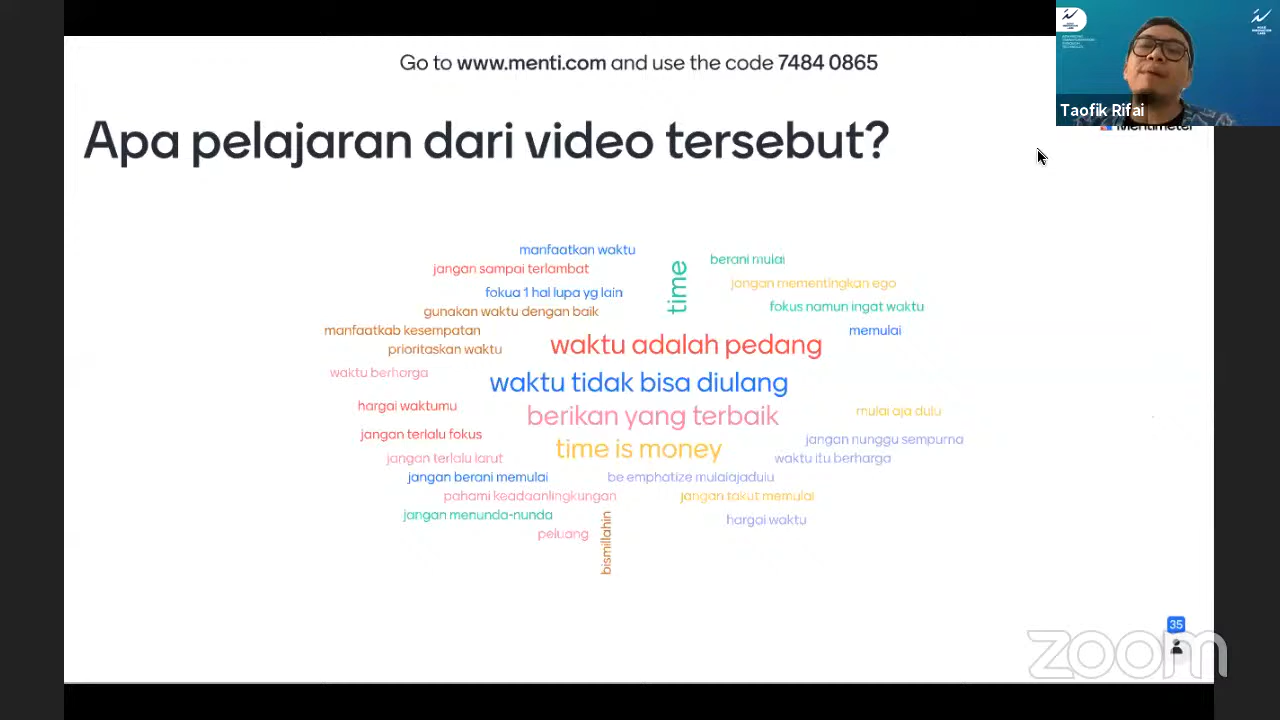 Go to www.menti.com and use the code 7484 0865
Taofik Rifai
Mentimeter
Apa pelajaran dari video tersebut?
manfaatkan waktu
jangan sampai terlambat
fokua 1 hal lupa yg lain
gunakan waktu dengan baik
manfaatkab kesempatan
prioritaskan waktu
time
berani mulai
jangan mementingkan ego
fokus namun ingat waktu
memulai
waktu adalah pedang
waktu berharga
waktu tidak bisa diulang
hargai waktumu
berikan yang terbaik
mulai aja dulu
jangan terlalu fokus
time is money
jangan nunggu sempurna
jangan terlalu larut
waktu itu berharga
jangan berani memulai
be emphatize mulaiajadulu
pahami keadaanlingkungan
jangan takut memulai
jangan menunda-nunda
hargai waktu
peluang
bismillahin
35
zoom